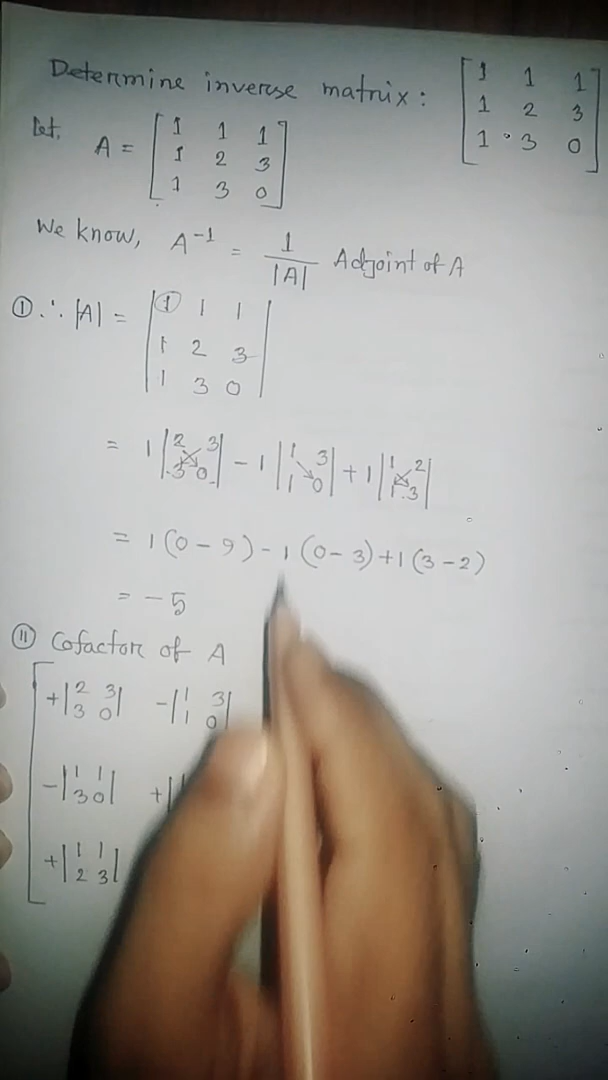 Determine inverse matrix: [1 1 1
1 2 3
1 3 0]
Let, A = [1 1 1
1 2 3
1 3 0]
We know, A⁻¹ = 1/|A| Adjoint of A
① ∴ |A| = |1 1 1
1 2 3
1 3 0|
= 1 |2 3
3 0| - 1 |1 3
1 0| + 1 |1 2
1 3|
= 1 (0 - 9) - 1 (0 - 3) + 1 (3 - 2)
= -5
⑪ Cofactor of A
[+|2 3
3 0| -|1 3
1 0|
-|1 1
3 0| +|
+|1 1
2 3|